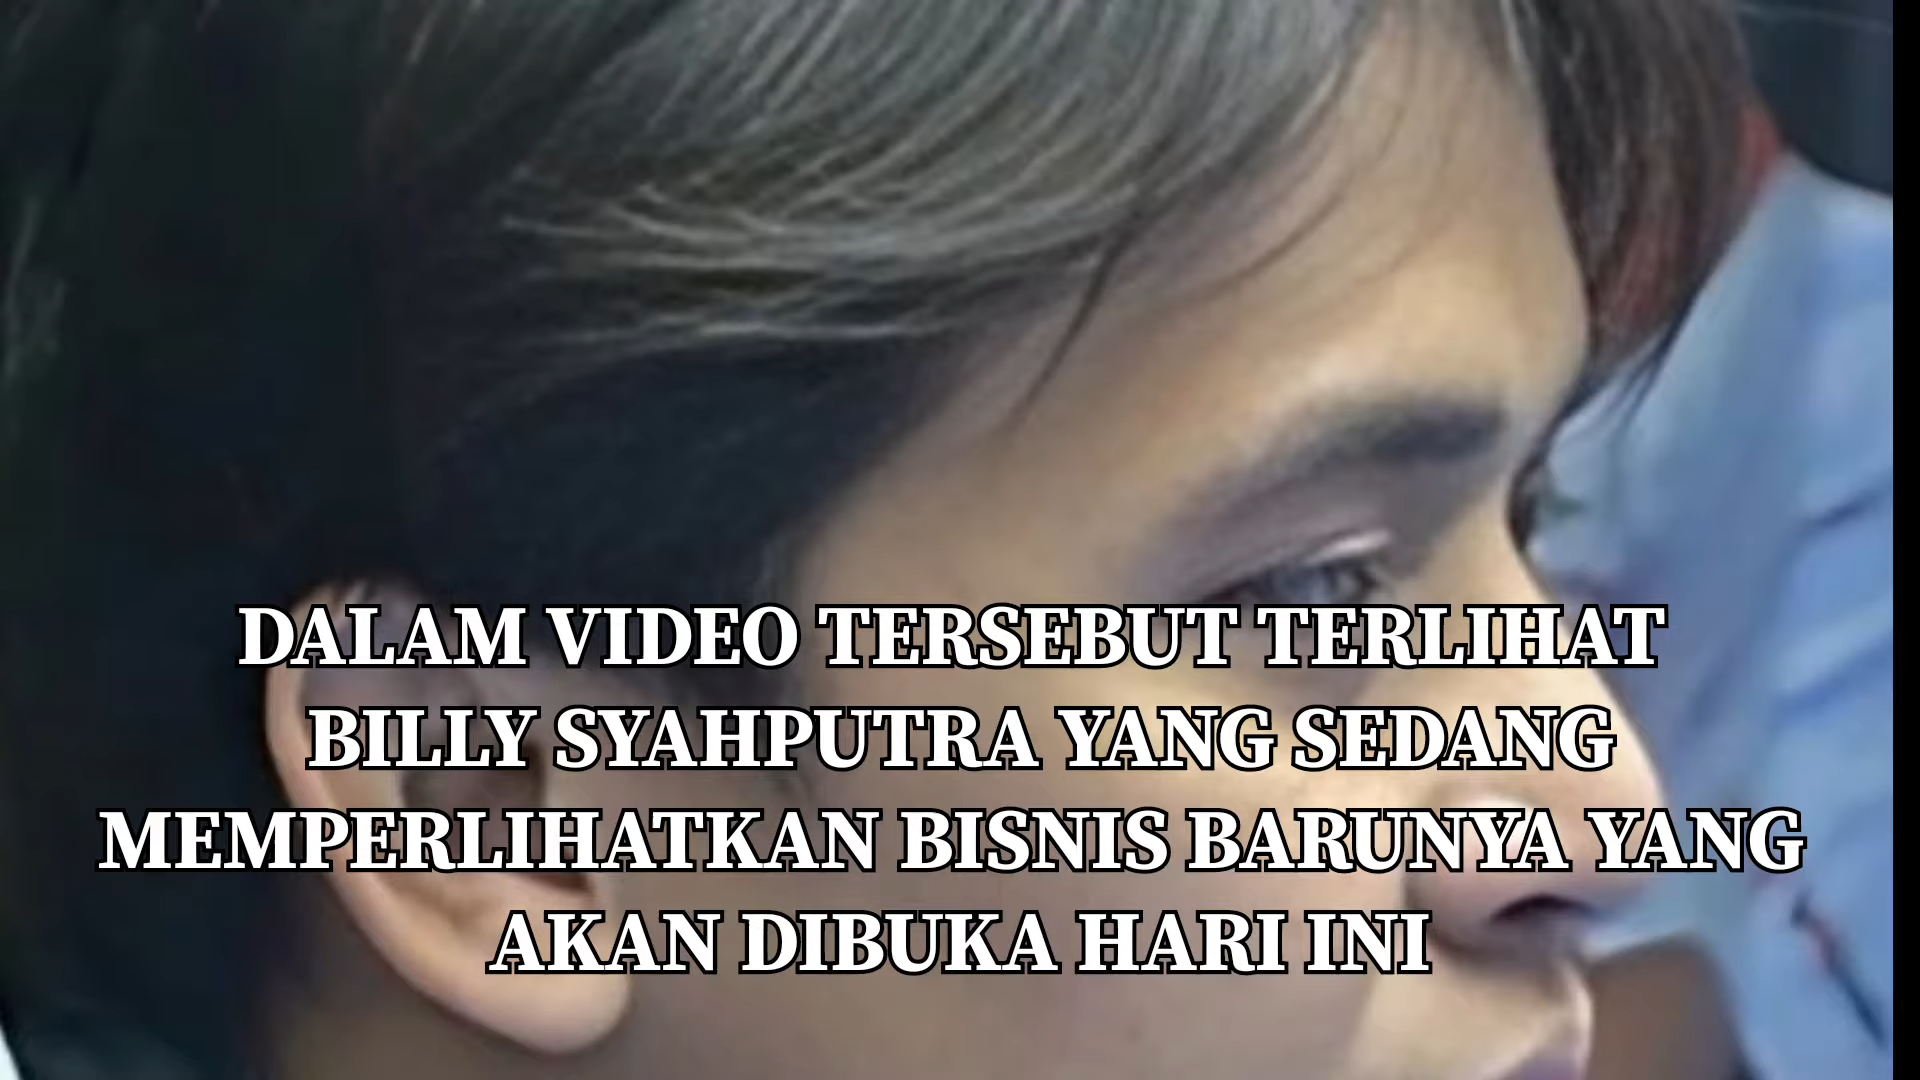 DALAM VIDEO TERSEBUT TERLIHAT
BILLY SYAHPUTRA YANG SEDANG
MEMPERLIHATKAN BISNIS BARUNYA YANG
AKAN DIBUKA HARI INI